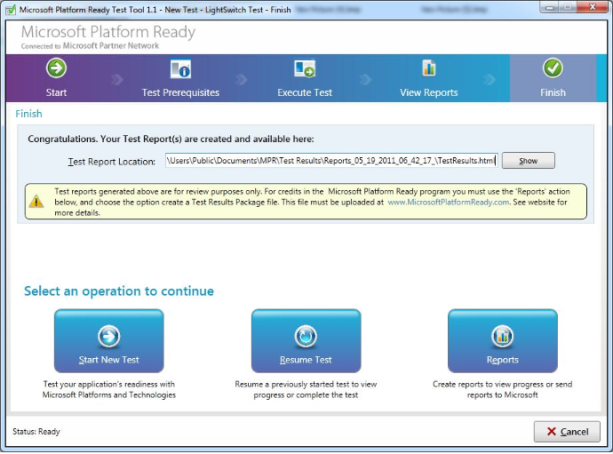 Microsoft Platform Ready Test Tool 1.1 - New Test - LightSwitch Test - Finish
Microsoft Platform Ready
Connected to Microsoft Partner Network
Start
Test Prerequisites
Execute Test
View Reports
Finish
Finish
Congratulations. Your Test Report(s) are created and available here:
Test Report Location: \Users\Public\Documents\MPR\Test Results\Reports_05_19_2011_06_42_17_\TestResults.html Show
Test reports generated above are for review purposes only. For credits in the Microsoft Platform Ready program you must use the 'Reports' action
below, and choose the option create a Test Results Package file. This file must be uploaded at www.MicrosoftPlatformReady.com. See website for
more details.
Select an operation to continue
Start New Test
Resume Test
Reports
Test your application's readiness with
Microsoft Platforms and Technologies
Resume a previously started test to view
progress or complete the test
Create reports to view progress or send
reports to Microsoft
Status: Ready
Cancel